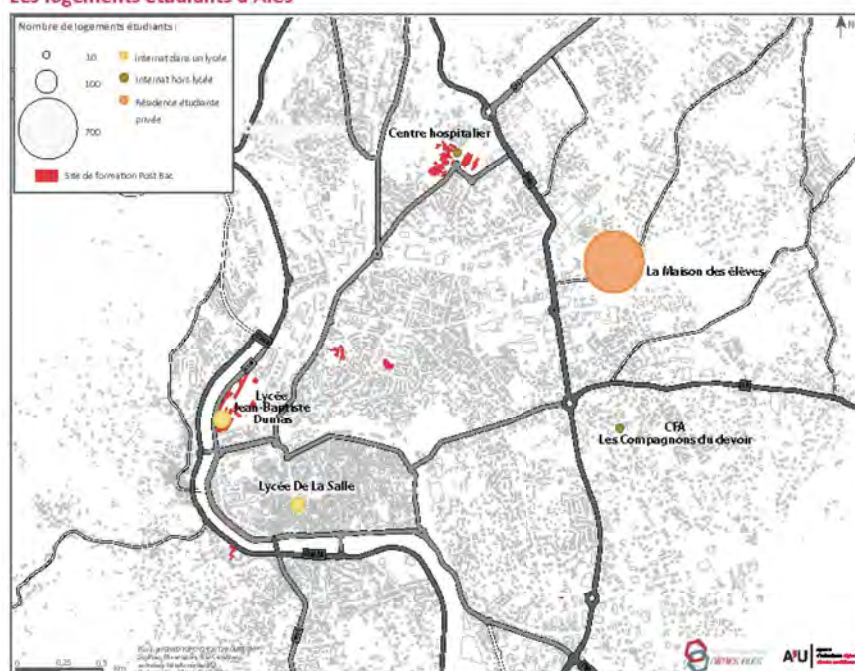 Les logements étudiants d'Alès
Nombre de logements étudiants :
10
100
700
Internat dans un lycée
Internat hors lycée
Résidence étudiante
privée
Site de formation Post Bac
N
Centre hospitalier
La Maison des élèves
Lycée
Jean-Baptiste
Dumas
CFA
Les Compagnons du devoir
Lycée De La Salle
0
0,25
0,5
Km
A'U